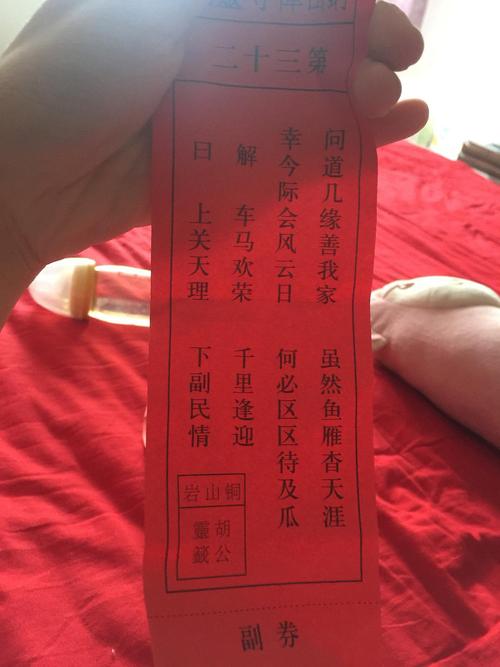 第三十二
问道几缘善我家 虽然鱼雁杳天涯
幸今际会风云日 何必区区待及瓜
解 车马欢荣 千里逢迎
曰 上关天理 下副民情
铜山岩
胡公
靈籤
副券